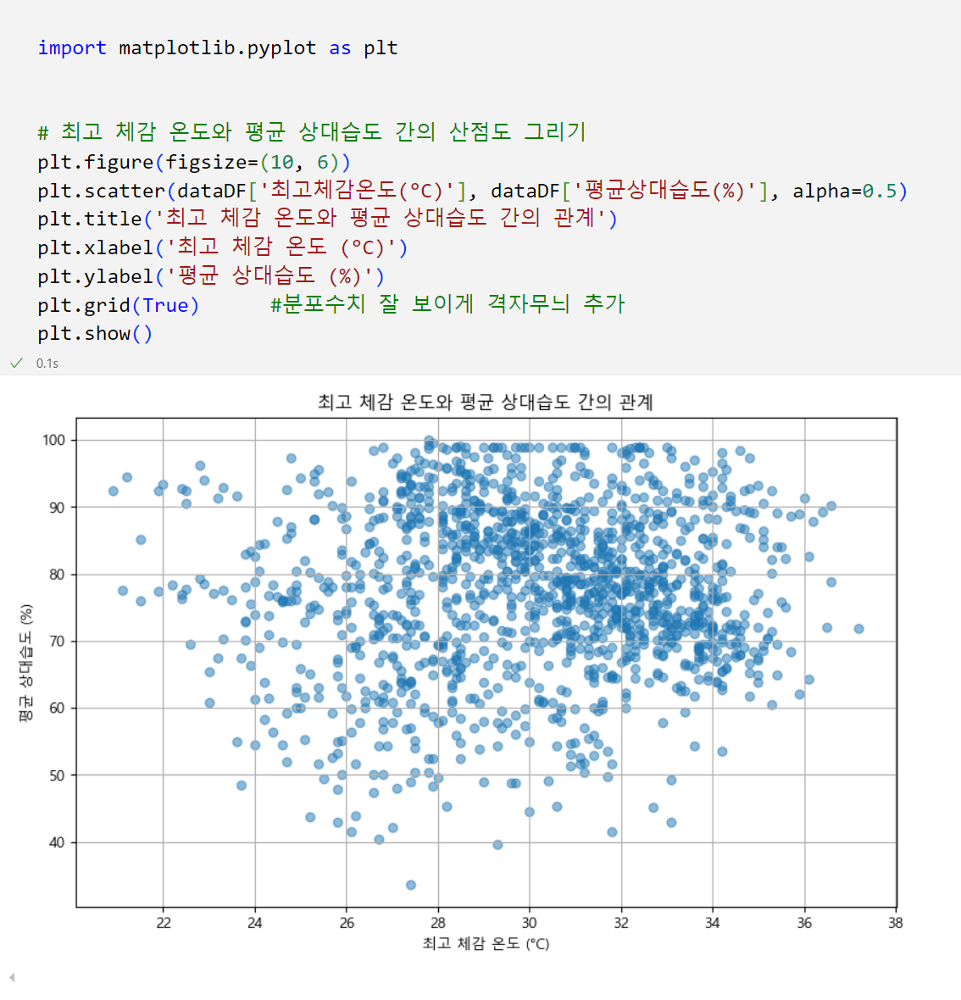 import matplotlib.pyplot as plt
# 최고 체감 온도와 평균 상대습도 간의 산점도 그리기
plt.figure(figsize=(10, 6))
plt.scatter(dataDF['최고체감온도(°C)'], dataDF['평균상대습도(%)'], alpha=0.5)
plt.title('최고 체감 온도와 평균 상대습도 간의 관계')
plt.xlabel('최고 체감 온도 (°C)')
plt.ylabel('평균 상대습도 (%)')
plt.grid(True)      #분포수치 잘 보이게 격자무늬 추가
plt.show()
0.1s
최고 체감 온도와 평균 상대습도 간의 관계
평균 상대습도 (%)
100
90
80
70
60
50
40
22 24 26 28 30 32 34 36 38
최고 체감 온도 (°C)